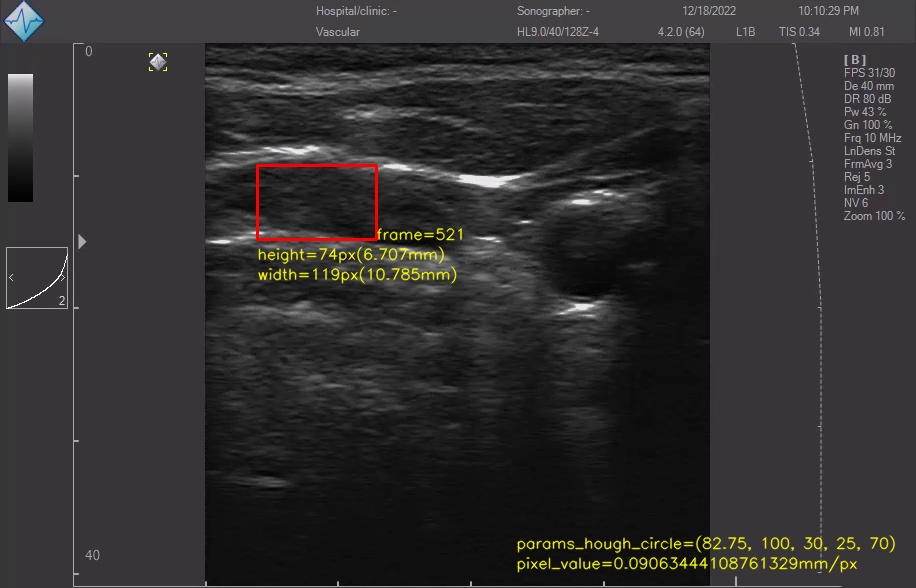 Hospital/clinic: - Sonographer: - 12/18/2022 10:10:29 PM
Vascular HL9.0/40/128Z-4 4.2.0 (64) L1B TIS 0.34 MI 0.81
0
[ B ]
FPS 31/30
De 40 mm
DR 80 dB
Pw 43 %
Gn 100 %
Frq 10 MHz
LnDens St
FrmAvg 3
Rej 5
ImEnh 3
NV 6
Zoom 100 %
frame=521
height=74px(6.707mm)
width=119px(10.785mm)
2
40
params_hough_circle=(82.75, 100, 30, 25, 70)
pixel_value=0.09063444108761329mm/px